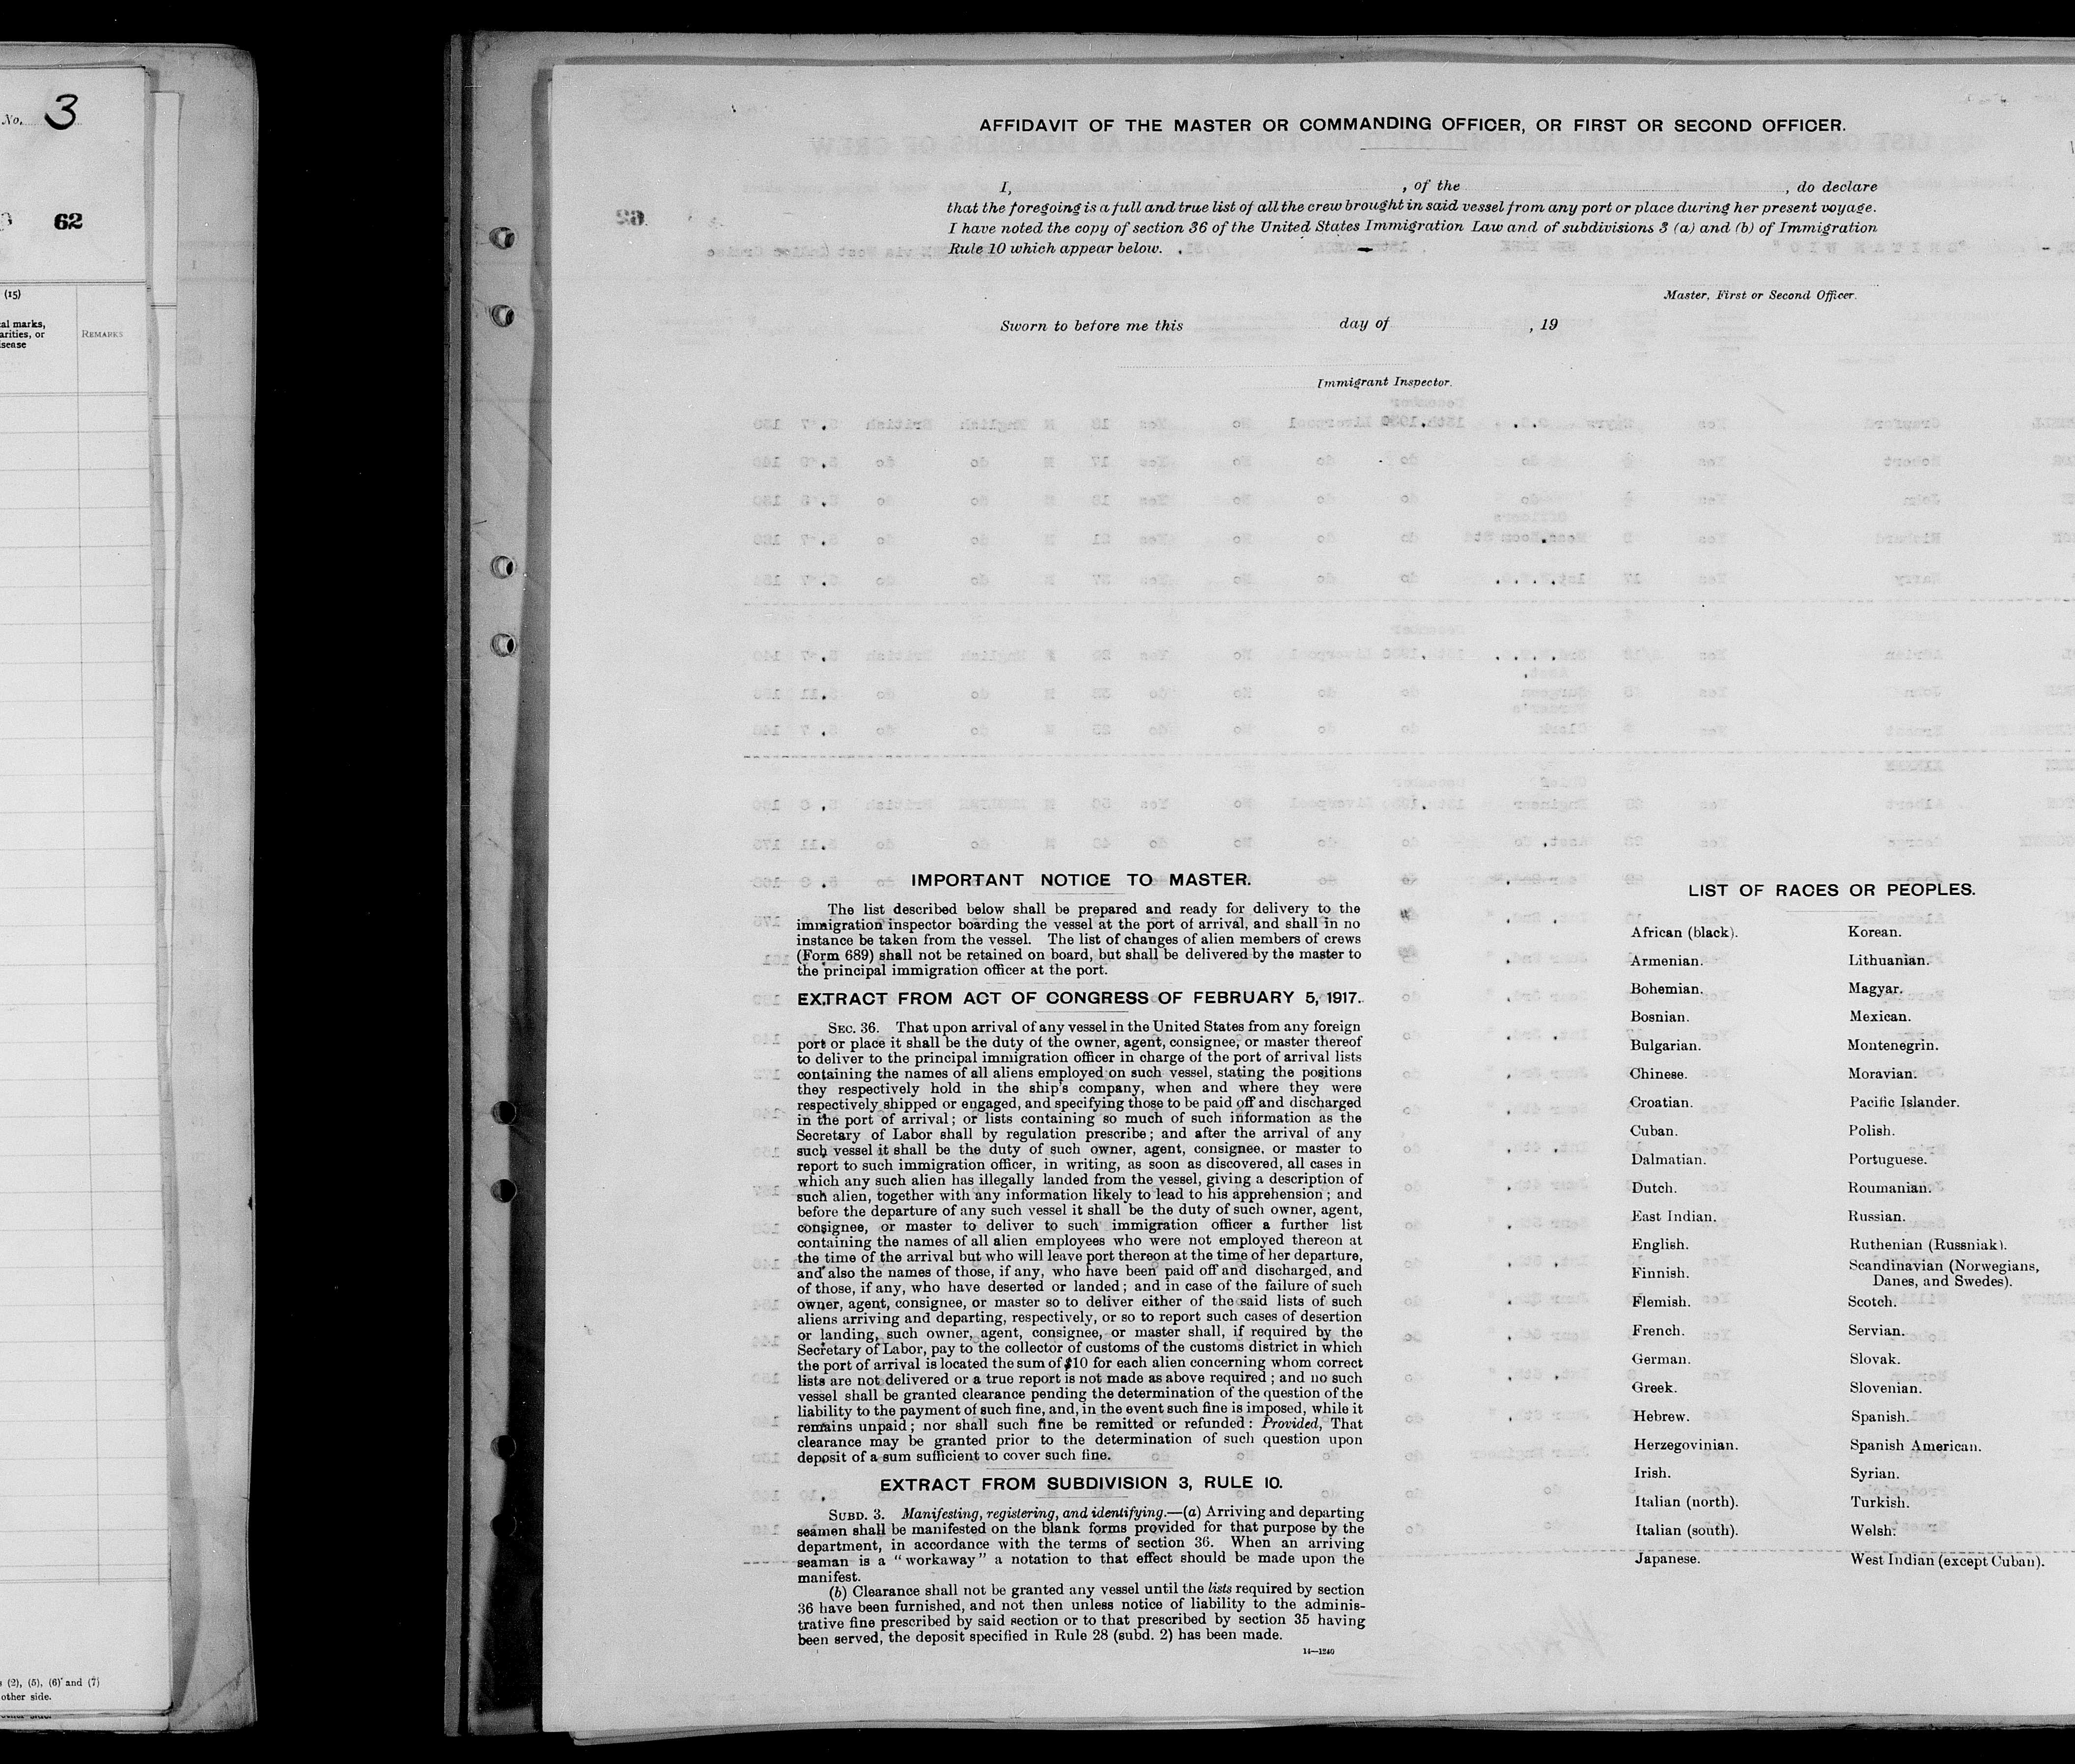 No. 3
62
(15)
REMARKS
(2), (5), (6) and (7)
other side.
AFFIDAVIT OF THE MASTER OR COMMANDING OFFICER, OR FIRST OR SECOND OFFICER.
I, , of the , do declare
that the foregoing is a full and true list of all the crew brought in said vessel from any port or place during her present voyage.
I have noted the copy of section 36 of the United States Immigration Law and of subdivisions 3 (a) and (b) of Immigration
Rule 10 which appear below.
Master, First or Second Officer.
Sworn to before me this day of , 19
Immigrant Inspector.
IMPORTANT NOTICE TO MASTER.
The list described below shall be prepared and ready for delivery to the
immigration inspector boarding the vessel at the port of arrival, and shall in no
instance be taken from the vessel. The list of changes of alien members of crews
(Form 689) shall not be retained on board, but shall be delivered by the master to
the principal immigration officer at the port.
EXTRACT FROM ACT OF CONGRESS OF FEBRUARY 5, 1917.
SEC. 36. That upon arrival of any vessel in the United States from any foreign
port or place it shall be the duty of the owner, agent, consignee, or master thereof
to deliver to the principal immigration officer in charge of the port of arrival lists
containing the names of all aliens employed on such vessel, stating the positions
they respectively hold in the ship's company, when and where they were
respectively shipped or engaged, and specifying those to be paid off and discharged
in the port of arrival; or lists containing so much of such information as the
Secretary of Labor shall by regulation prescribe; and after the arrival of any
such vessel it shall be the duty of such owner, agent, consignee, or master to
report to such immigration officer, in writing, as soon as discovered, all cases in
which any such alien has illegally landed from the vessel, giving a description of
such alien, together with any information likely to lead to his apprehension; and
before the departure of any such vessel it shall be the duty of such owner, agent,
consignee, or master to deliver to such immigration officer a further list
containing the names of all alien employees who were not employed thereon at
the time of the arrival but who will leave port thereon at the time of her departure,
and also the names of those, if any, who have been paid off and discharged, and
of those, if any, who have deserted or landed; and in case of the failure of such
owner, agent, consignee, or master so to deliver either of the said lists of such
aliens arriving and departing, respectively, or so to report such cases of desertion
or landing, such owner, agent, consignee, or master shall, if required by the
Secretary of Labor, pay to the collector of customs of the customs district in which
the port of arrival is located the sum of $10 for each alien concerning whom correct
lists are not delivered or a true report is not made as above required; and no such
vessel shall be granted clearance pending the determination of the question of the
liability to the payment of such fine, and, in the event such fine is imposed, while it
remains unpaid; nor shall such fine be remitted or refunded: Provided, That
clearance may be granted prior to the determination of such question upon
deposit of a sum sufficient to cover such fine.
EXTRACT FROM SUBDIVISION 3, RULE 10.
SUBD. 3. Manifesting, registering, and identifying.—(a) Arriving and departing
seamen shall be manifested on the blank forms provided for that purpose by the
department, in accordance with the terms of section 36. When an arriving
seaman is a "workaway" a notation to that effect should be made upon the
manifest.
(b) Clearance shall not be granted any vessel until the lists required by section
36 have been furnished, and not then unless notice of liability to the adminis-
trative fine prescribed by said section or to that prescribed by section 35 having
been served, the deposit specified in Rule 28 (subd. 2) has been made.
14—1240
LIST OF RACES OR PEOPLES.
African (black).
Armenian.
Bohemian.
Bosnian.
Bulgarian.
Chinese.
Croatian.
Cuban.
Dalmatian.
Dutch.
East Indian.
English.
Finnish.
Flemish.
French.
German.
Greek.
Hebrew.
Herzegovinian.
Irish.
Italian (north).
Italian (south).
Japanese.
Korean.
Lithuanian.
Magyar.
Mexican.
Montenegrin.
Moravian.
Pacific Islander.
Polish.
Portuguese.
Roumanian.
Russian.
Ruthenian (Russniak).
Scandinavian (Norwegians,
Danes, and Swedes).
Scotch.
Servian.
Slovak.
Slovenian.
Spanish.
Spanish American.
Syrian.
Turkish.
Welsh.
West Indian (except Cuban).